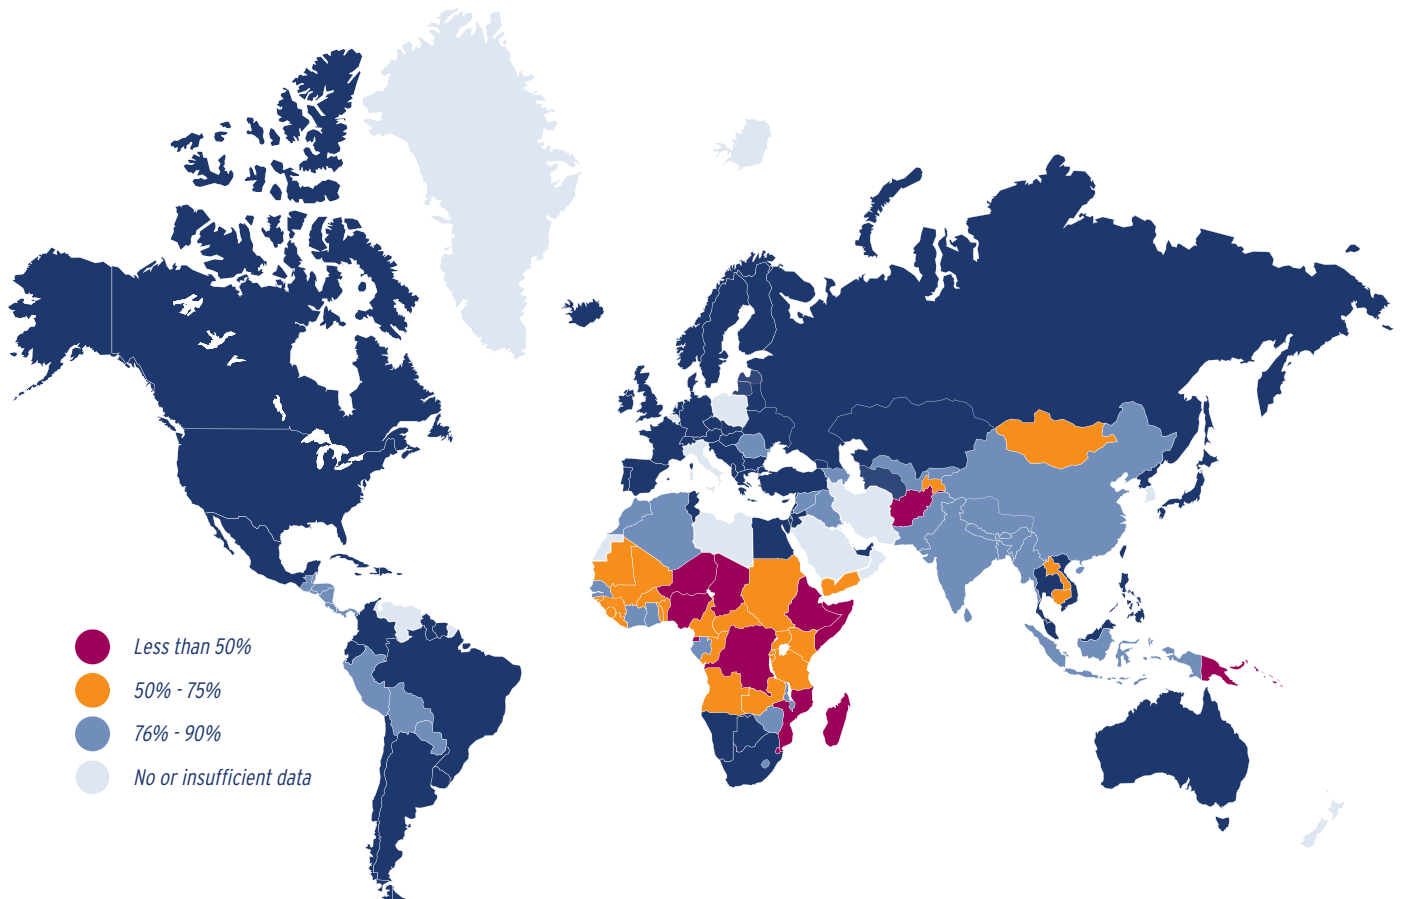 Less than 50%
50% - 75%
76% - 90%
No or insufficient data